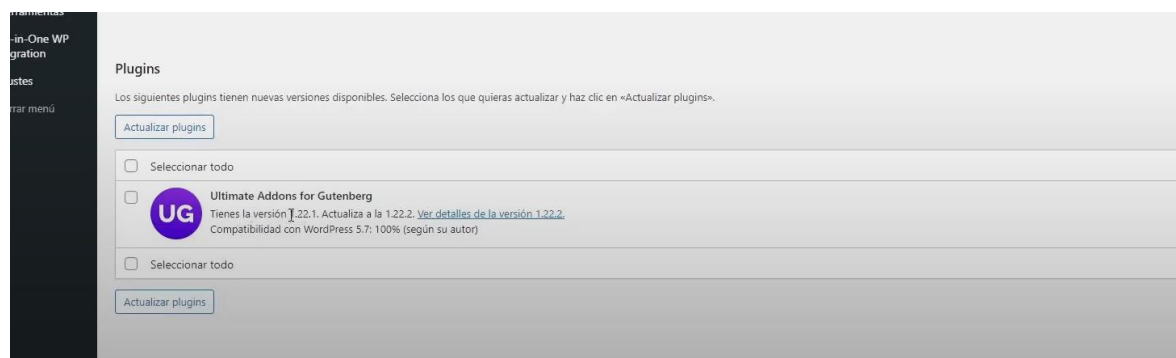 -in-One WP
gration
ustes
rrar menú
Plugins
Los siguientes plugins tienen nuevas versiones disponibles. Selecciona los que quieras actualizar y haz clic en «Actualizar plugins».
Actualizar plugins
Seleccionar todo
UG
Ultimate Addons for Gutenberg
Tienes la versión 1.22.1. Actualiza a la 1.22.2. Ver detalles de la versión 1.22.2.
Compatibilidad con WordPress 5.7: 100% (según su autor)
Seleccionar todo
Actualizar plugins